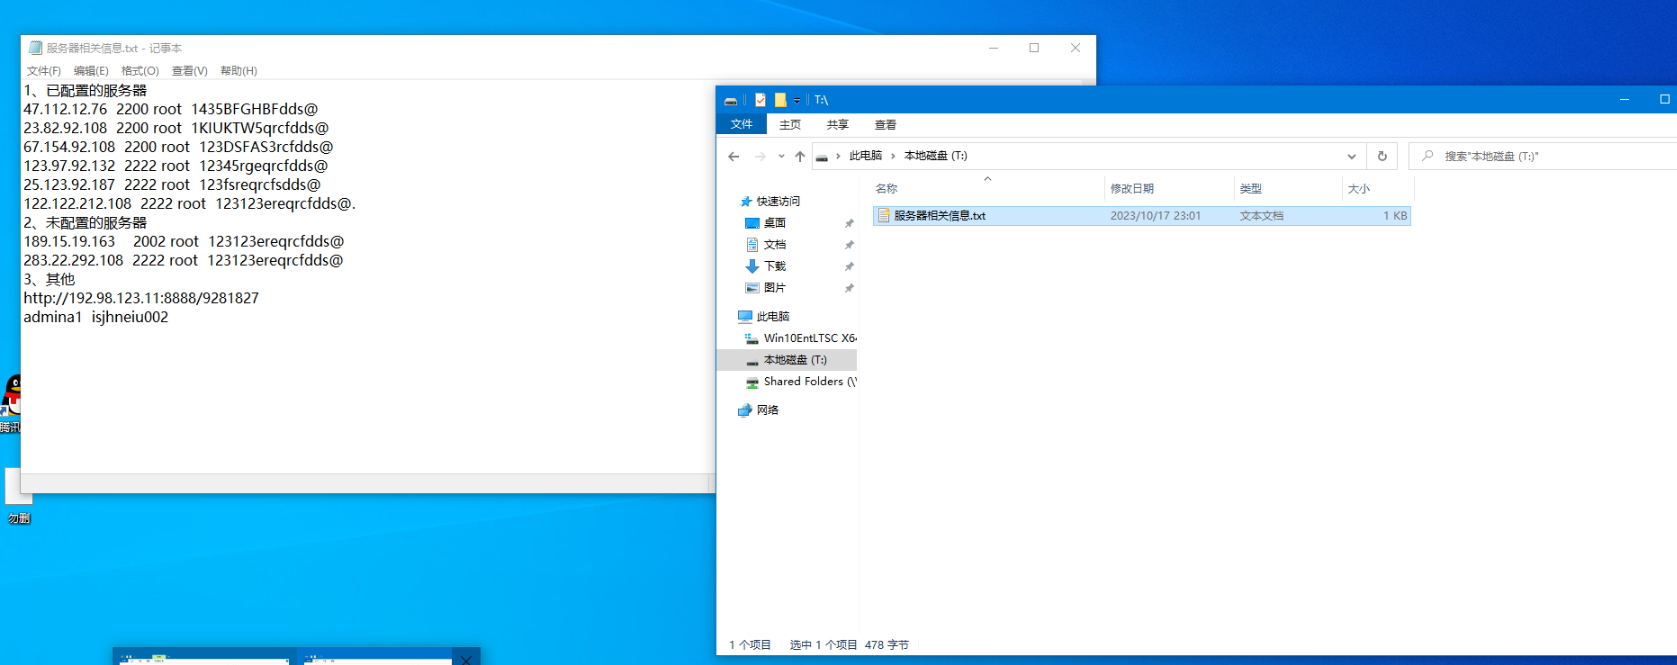 服务器相关信息.txt - 记事本
文件(F) 编辑(E) 格式(O) 查看(V) 帮助(H)
1、已配置的服务器
47.112.12.76 2200 root 1435BFGHBFdds@
23.82.92.108 2200 root 1KIUKTW5qrcfdds@
67.154.92.108 2200 root 123DSFAS3rcfdds@
123.97.92.132 2222 root 12345rgeqrcfdds@
25.123.92.187 2222 root 123fsreqrcfsdds@
122.122.212.108 2222 root 123123ereqrcfdds@.
2、未配置的服务器
189.15.19.163 2002 root 123123ereqrcfdds@
283.22.292.108 2222 root 123123ereqrcfdds@
3、其他
http://192.98.123.11:8888/9281827
admina1 isjhneiu002
腾讯
勿删
T:\
文件 主页 共享 查看
此电脑 本地磁盘 (T:)
搜索"本地磁盘 (T:)"
名称 修改日期 类型 大小
服务器相关信息.txt 2023/10/17 23:01 文本文档 1 KB
快速访问
桌面
文档
下载
图片
此电脑
Win10EntLTSC X64
本地磁盘 (T:)
Shared Folders (\\
网络
1 个项目 选中 1 个项目 478 字节